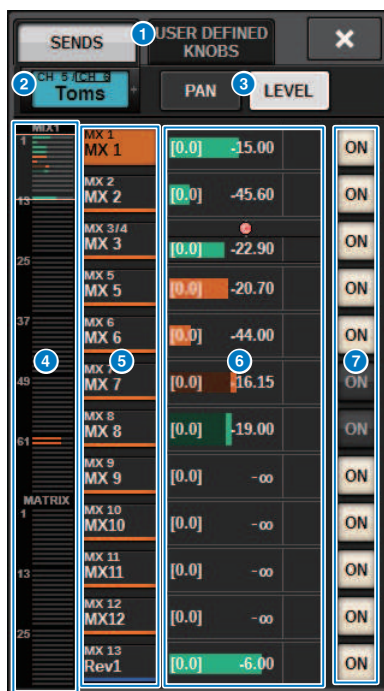 SENDS
1
USER DEFINED KNOBS
×
2
CH 5 / CH 6
Toms
+
PAN
3
LEVEL
MIX1
1
13
25
37
49
61
MATRIX
1
13
25
4
5
6
7
MX 1
MX 1
[0.0] -15.00
ON
MX 2
MX 2
[0.0] -45.60
ON
MX 3/4
MX 3
[0.0] -22.90
ON
MX 5
MX 5
[0.0] -20.70
ON
MX 6
MX 6
[0.0] -44.00
ON
MX 7
MX 7
[0.0] -16.15
ON
MX 8
MX 8
[0.0] -19.00
ON
MX 9
MX 9
[0.0] -∞
ON
MX 10
MX10
[0.0] -∞
ON
MX 11
MX11
[0.0] -∞
ON
MX 12
MX12
[0.0] -∞
ON
MX 13
Rev1
[0.0] -6.00
ON